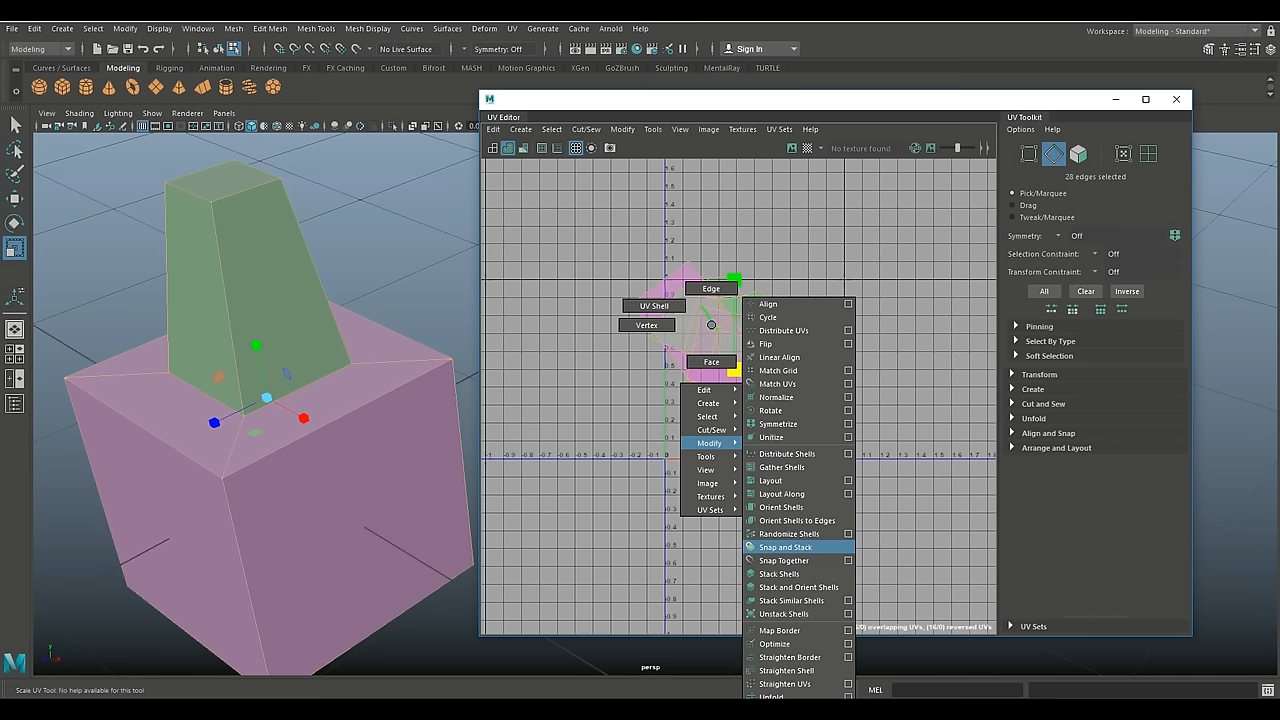 File Edit Create Select Modify Display Windows Mesh Edit Mesh Mesh Tools Mesh Display Curves Surfaces Deform UV Generate Cache Arnold Help
Workspace : Modeling - Standard*
Modeling No Live Surface Symmetry: Off Sign In
Curves / Surfaces Modeling Rigging Animation Rendering FX FX Caching Custom Bifrost MASH Motion Graphics XGen GoZBrush Sculpting MentalRay TURTLE
View Shading Lighting Show Renderer Panels
UV Editor
Edit Create Select Cut/Sew Modify Tools View Image Textures UV Sets Help
No texture found
Edge
UV Shell
Vertex
Face
Edit
Create
Select
Cut/Sew
Modify
Tools
View
Image
Textures
UV Sets
Align
Cycle
Distribute UVs
Flip
Linear Align
Match Grid
Match UVs
Normalize
Rotate
Symmetrize
Unitize
Distribute Shells
Gather Shells
Layout
Layout Along
Orient Shells
Orient Shells to Edges
Randomize Shells
Snap and Stack
Snap Together
Stack Shells
Stack and Orient Shells
Stack Similar Shells
Unstack Shells
Map Border
Optimize
Straighten Border
Straighten Shell
Straighten UVs
Unfold
overlapping UVs, (16/0) reversed UVs
UV Toolkit
Options Help
28 edges selected
Pick/Marquee
Drag
Tweak/Marquee
Symmetry: Off
Selection Constraint: Off
Transform Constraint: Off
All Clear Inverse
Pinning
Select By Type
Soft Selection
Transform
Create
Cut and Sew
Unfold
Align and Snap
Arrange and Layout
UV Sets
persp
Scale UV Tool: No help available for this tool
MEL